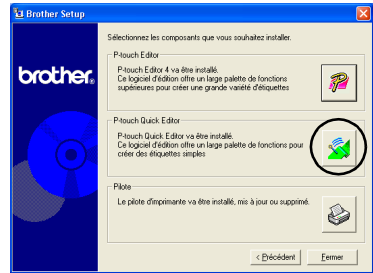 Brother Setup
Sélectionnez les composants que vous souhaitez installer.
brother®
P-touch Editor
P-touch Editor 4 va être installé.
Ce logiciel d'édition offre un large palette de fonctions
supérieures pour créer une grande variété d'étiquettes
P-touch Quick Editor
P-touch Quick Editor va être installé.
Ce logiciel d'édition offre un large palette de fonctions pour
créer des étiquettes simples
Pilote
Le pilote d'imprimante va être installé, mis à jour ou supprimé.
< Précédent
Fermer